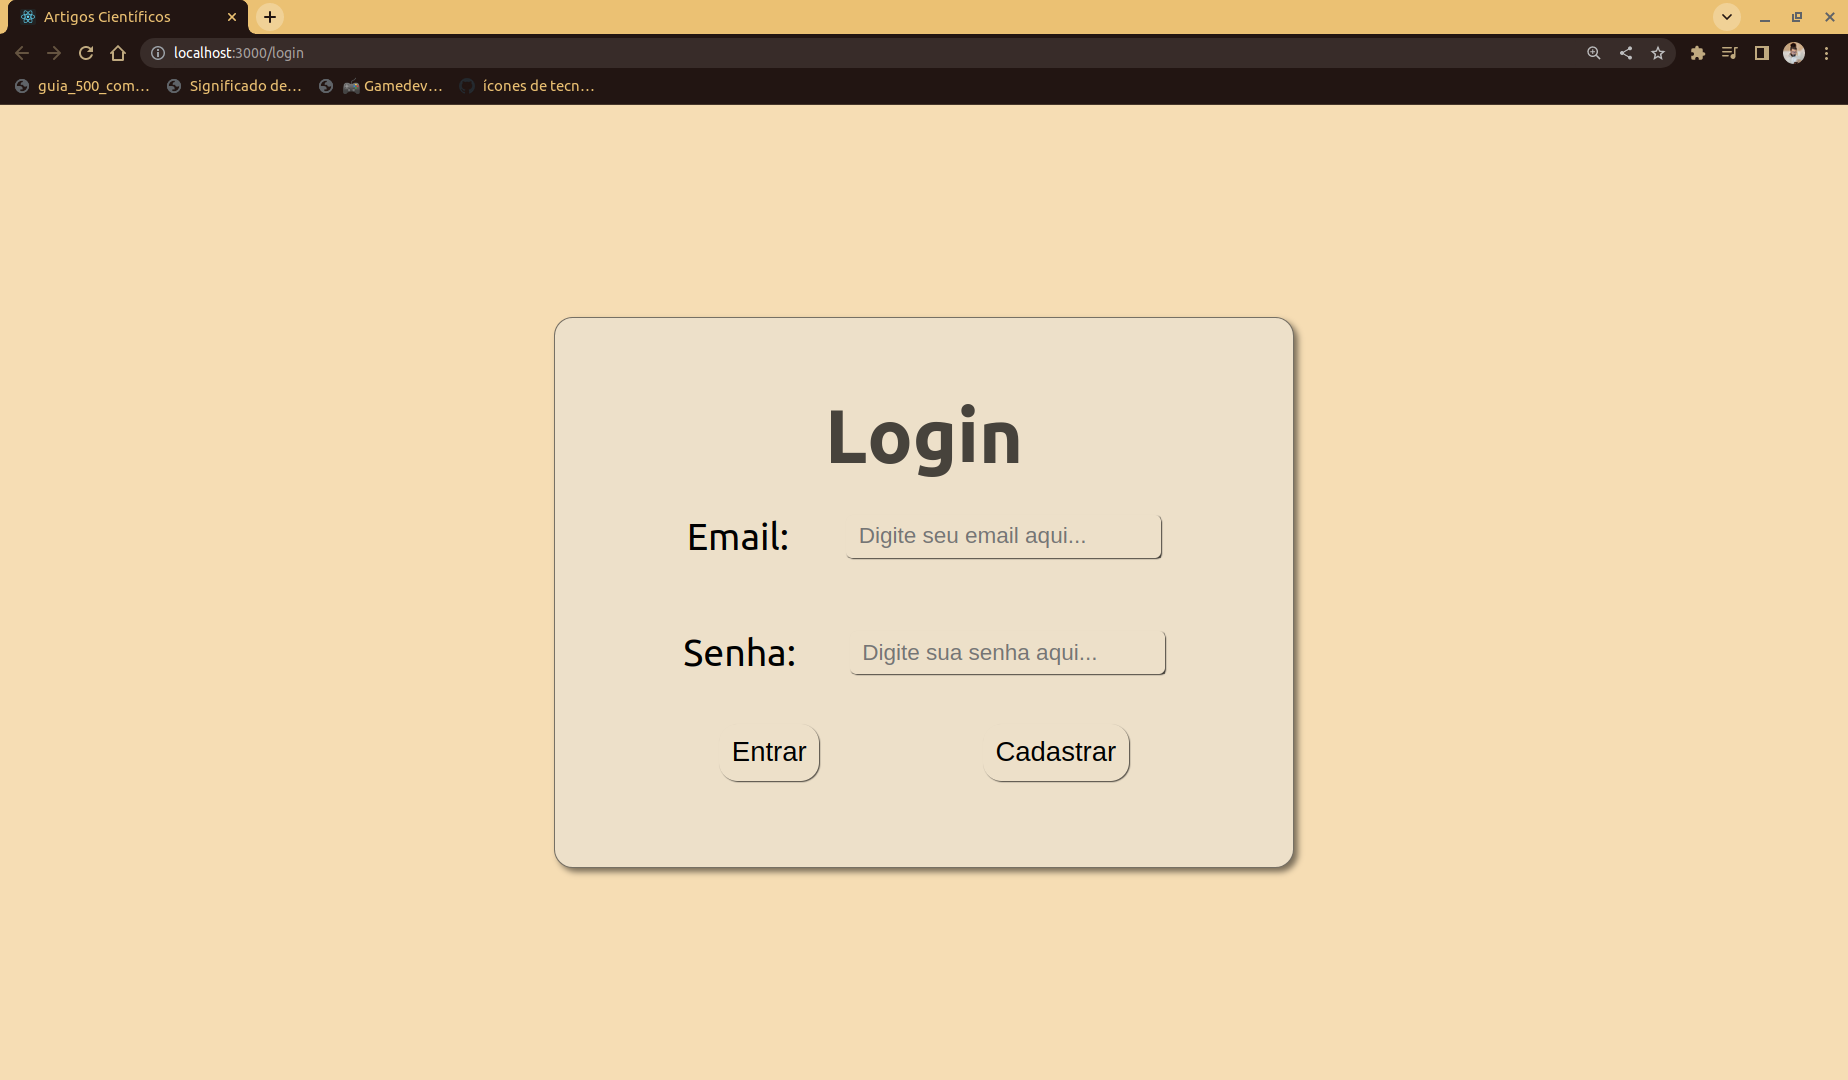 Artigos Científicos
localhost:3000/login
guia_500_com... Significado de... Gamedev... ícones de tecn...
Login
Email: Digite seu email aqui...
Senha: Digite sua senha aqui...
Entrar Cadastrar